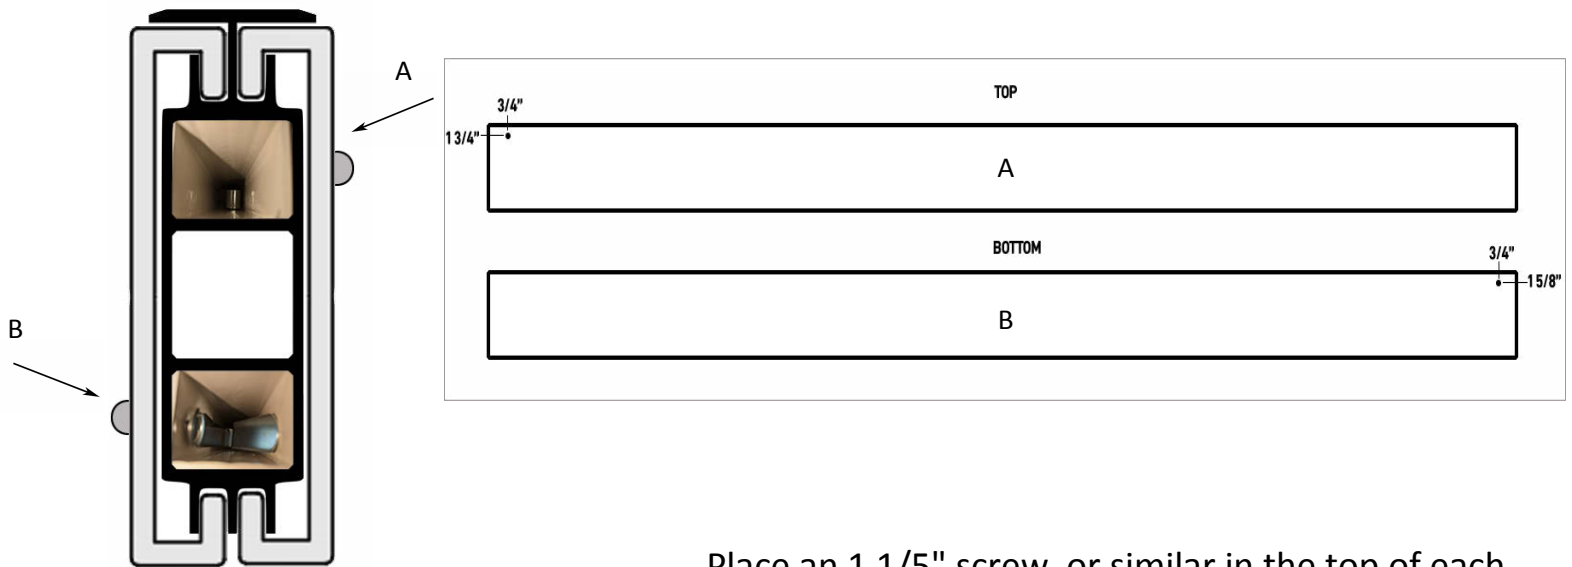 A
TOP
3/4"
1 3/4"
A
BOTTOM
3/4"
1 5/8"
B
B
Place an 1 1/5" screw, or similar in the top of each